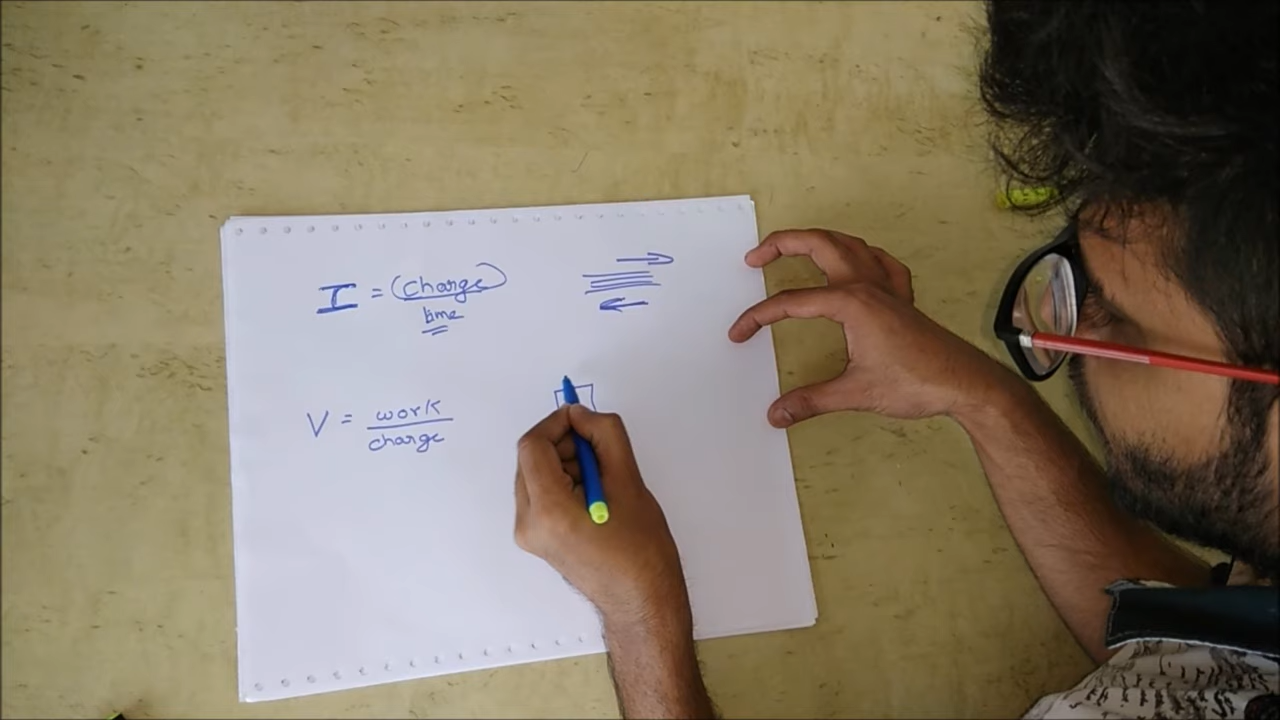 I = (charge)
time
V = work
charge